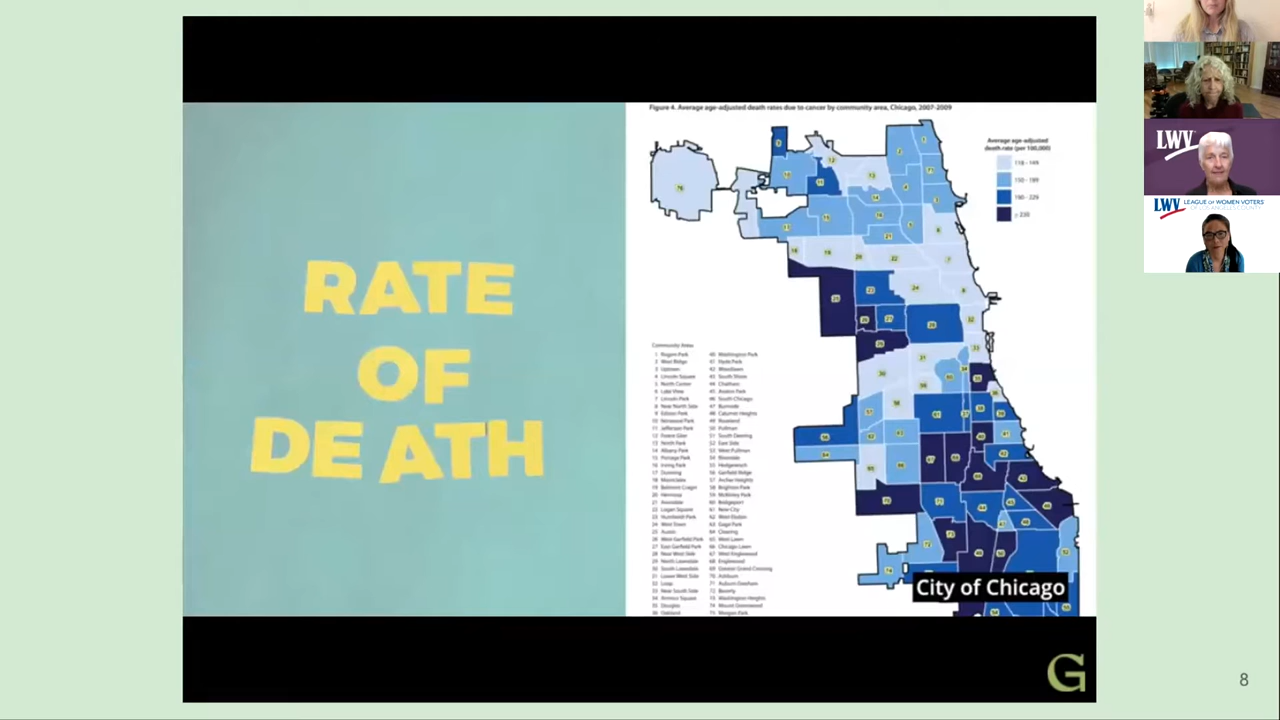 RATE
OF
DEATH
Figure 4. Average age-adjusted death rates due to cancer by community area, Chicago, 2007-2009
Average age-adjusted
death rate (per 100,000)
118 - 149
150 - 189
190 - 229
≥ 230
Community Areas
1 Rogers Park
2 West Ridge
3 Uptown
4 Lincoln Square
5 North Center
6 Lake View
7 Lincoln Park
8 Near North Side
9 Edison Park
10 Norwood Park
11 Jefferson Park
12 Forest Glen
13 North Park
14 Albany Park
15 Portage Park
16 Irving Park
17 Dunning
18 Montclare
19 Belmont Cragin
20 Hermosa
21 Avondale
22 Logan Square
23 Humboldt Park
24 West Town
25 Austin
26 West Garfield Park
27 East Garfield Park
28 Near West Side
29 North Lawndale
30 South Lawndale
31 Lower West Side
32 Loop
33 Near South Side
34 Armour Square
35 Douglas
36 Oakland
40 Washington Park
41 Hyde Park
42 Woodlawn
43 South Shore
44 Chatham
45 Avalon Park
46 South Chicago
47 Burnside
48 Calumet Heights
49 Roseland
50 Pullman
51 South Deering
52 East Side
53 West Pullman
54 Riverdale
55 Hegewisch
56 Garfield Ridge
57 Archer Heights
58 Brighton Park
59 McKinley Park
60 Bridgeport
61 New City
62 West Elsdon
63 Gage Park
64 Clearing
65 West Lawn
66 Chicago Lawn
67 West Englewood
68 Englewood
69 Greater Grand Crossing
70 Ashburn
71 Auburn Gresham
72 Beverly
73 Washington Heights
74 Mount Greenwood
75 Morgan Park
City of Chicago
G
LWV
LWV LEAGUE OF WOMEN VOTERS
8